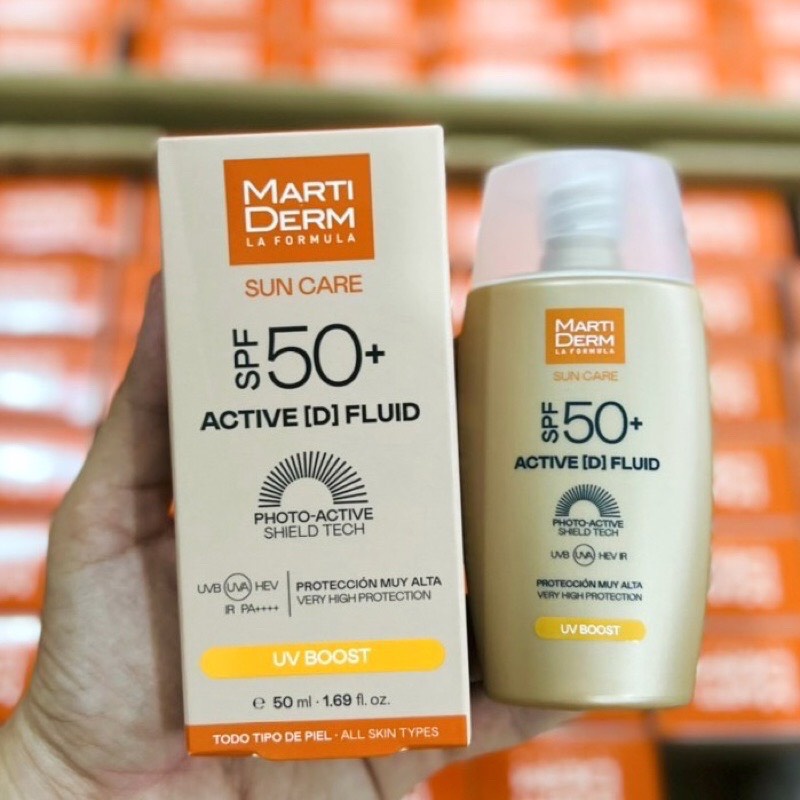 MARTI
DERM
LA FORMULA
SUN CARE
SPF 50+
ACTIVE [D] FLUID
PHOTO-ACTIVE
SHIELD TECH
UVB UVA HEV
IR PA++++
PROTECCIÓN MUY ALTA
VERY HIGH PROTECTION
UV BOOST
e 50 ml · 1.69 fl. oz.
TODO TIPO DE PIEL · ALL SKIN TYPES
MARTI
DERM
LA FORMULA
SUN CARE
SPF 50+
ACTIVE [D] FLUID
PHOTO-ACTIVE
SHIELD TECH
UVB UVA HEV IR
PROTECCIÓN MUY ALTA
VERY HIGH PROTECTION
UV BOOST